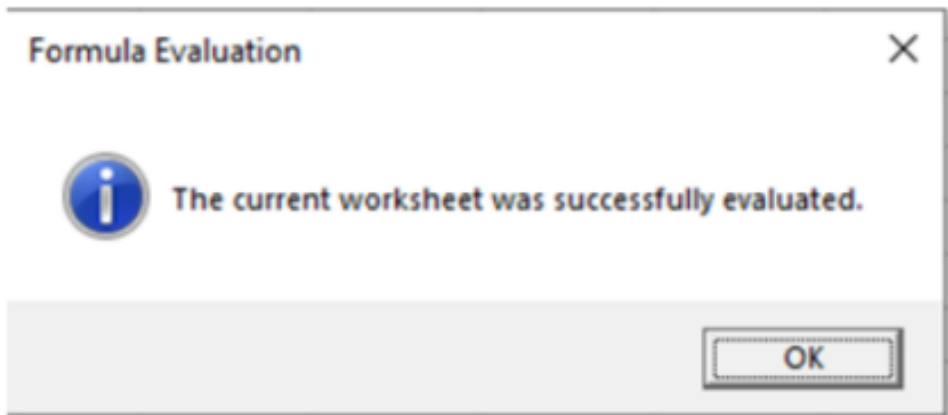 Formula Evaluation
The current worksheet was successfully evaluated.
OK